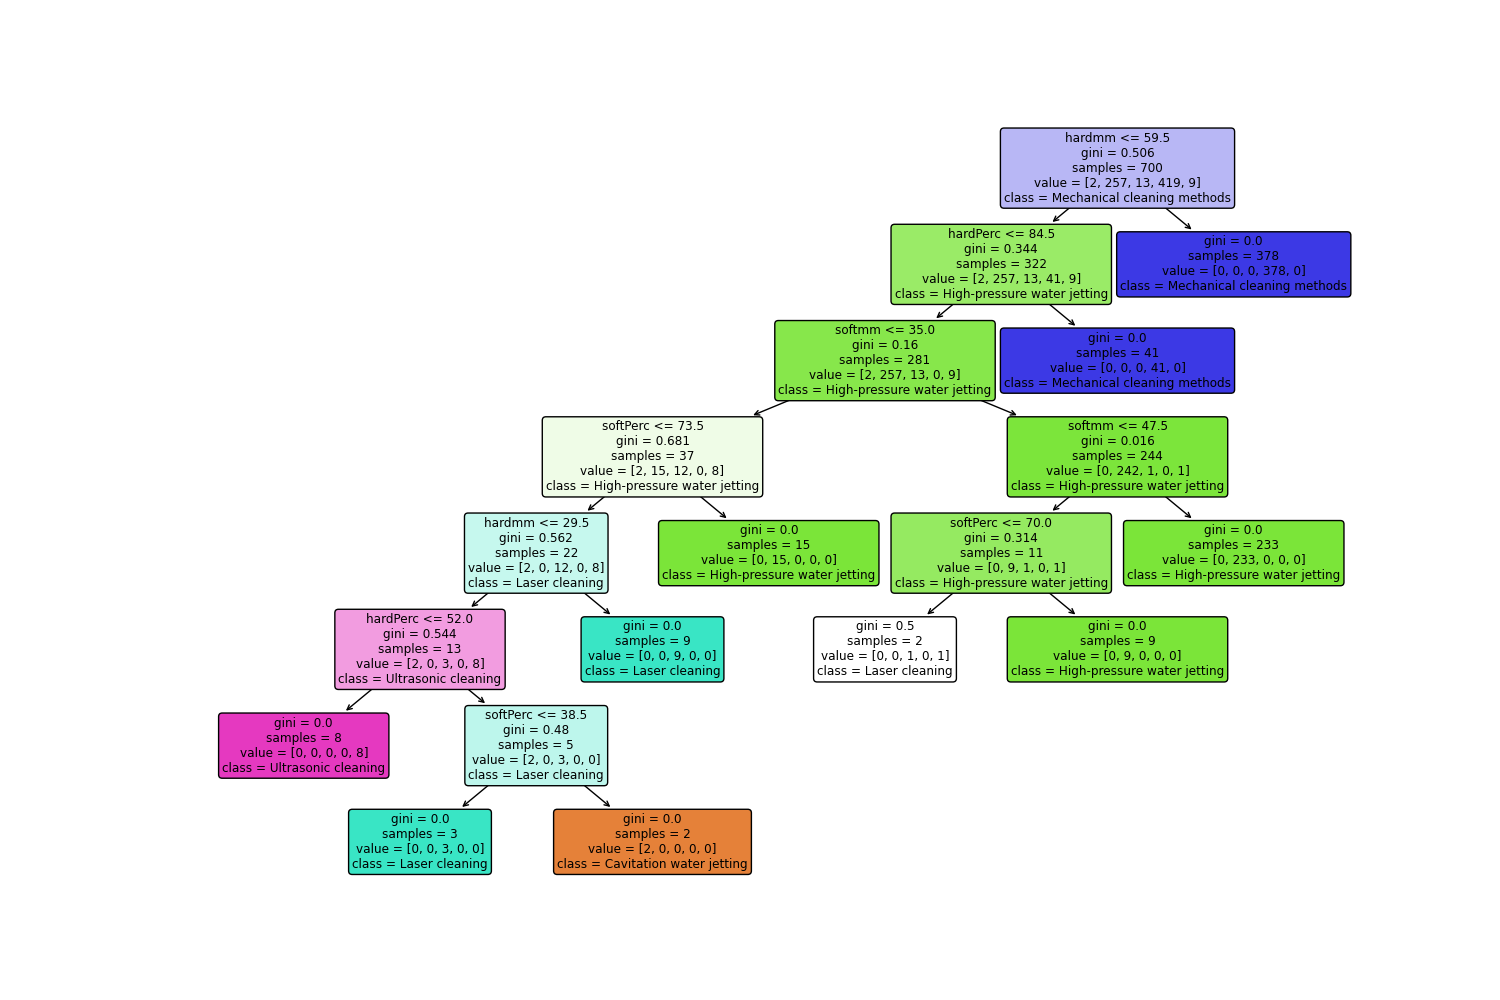 hardmm <= 59.5
gini = 0.506
samples = 700
value = [2, 257, 13, 419, 9]
class = Mechanical cleaning methods
hardPerc <= 84.5
gini = 0.344
samples = 322
value = [2, 257, 13, 41, 9]
class = High-pressure water jetting
gini = 0.0
samples = 378
value = [0, 0, 0, 378, 0]
class = Mechanical cleaning methods
softmm <= 35.0
gini = 0.16
samples = 281
value = [2, 257, 13, 0, 9]
class = High-pressure water jetting
gini = 0.0
samples = 41
value = [0, 0, 0, 41, 0]
class = Mechanical cleaning methods
softPerc <= 73.5
gini = 0.681
samples = 37
value = [2, 15, 12, 0, 8]
class = High-pressure water jetting
softmm <= 47.5
gini = 0.016
samples = 244
value = [0, 242, 1, 0, 1]
class = High-pressure water jetting
hardmm <= 29.5
gini = 0.562
samples = 22
value = [2, 0, 12, 0, 8]
class = Laser cleaning
gini = 0.0
samples = 15
value = [0, 15, 0, 0, 0]
class = High-pressure water jetting
softPerc <= 70.0
gini = 0.314
samples = 11
value = [0, 9, 1, 0, 1]
class = High-pressure water jetting
gini = 0.0
samples = 233
value = [0, 233, 0, 0, 0]
class = High-pressure water jetting
hardPerc <= 52.0
gini = 0.544
samples = 13
value = [2, 0, 3, 0, 8]
class = Ultrasonic cleaning
gini = 0.0
samples = 9
value = [0, 0, 9, 0, 0]
class = Laser cleaning
gini = 0.5
samples = 2
value = [0, 0, 1, 0, 1]
class = Laser cleaning
gini = 0.0
samples = 9
value = [0, 9, 0, 0, 0]
class = High-pressure water jetting
gini = 0.0
samples = 8
value = [0, 0, 0, 0, 8]
class = Ultrasonic cleaning
softPerc <= 38.5
gini = 0.48
samples = 5
value = [2, 0, 3, 0, 0]
class = Laser cleaning
gini = 0.0
samples = 3
value = [0, 0, 3, 0, 0]
class = Laser cleaning
gini = 0.0
samples = 2
value = [2, 0, 0, 0, 0]
class = Cavitation water jetting